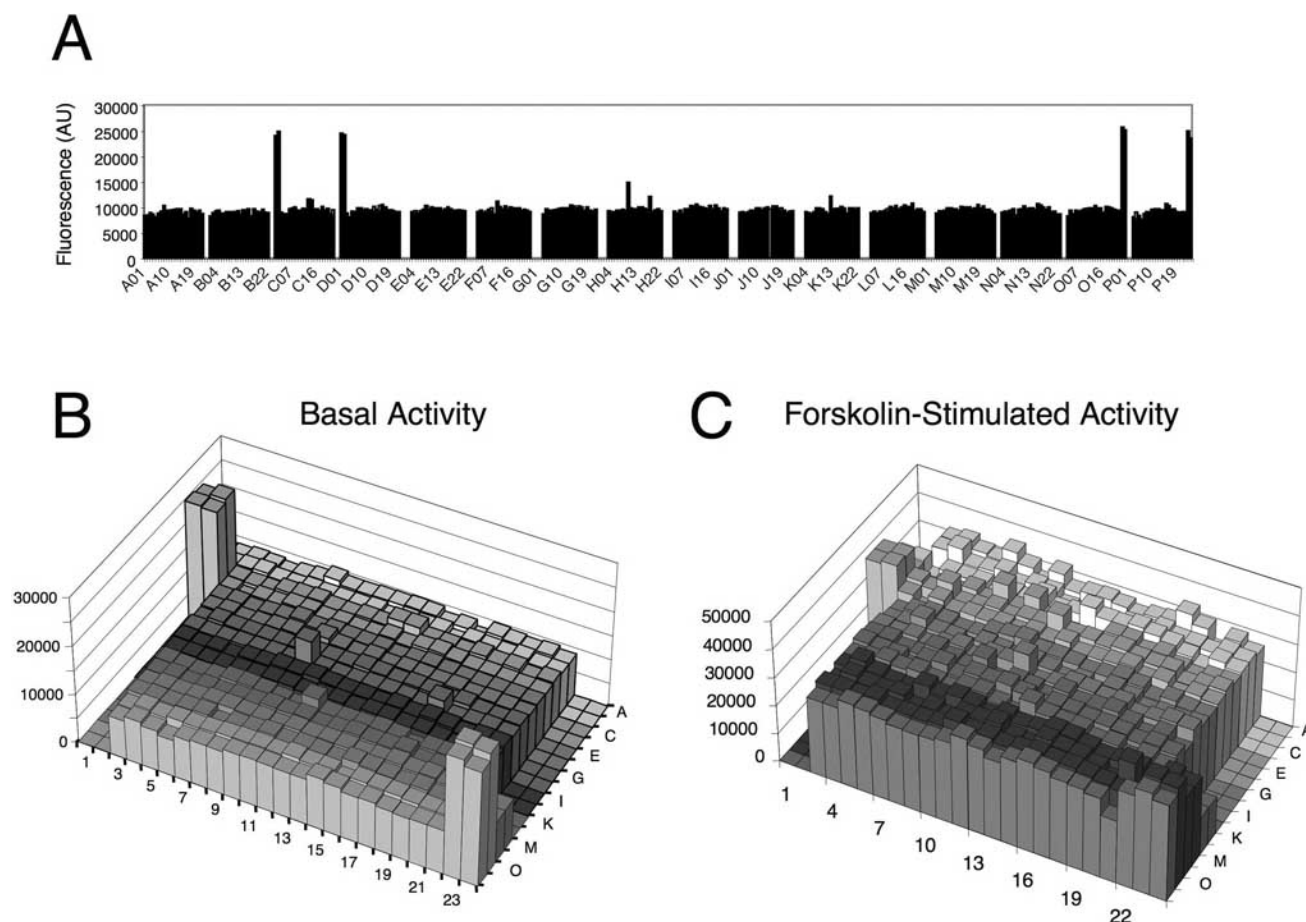 A
Fluorescence (AU)
30000
25000
20000
15000
10000
5000
0
A01 A10 A19 B04 B13 B22 C07 C16 D01 D10 D19 E04 E13 E22 F07 F16 G01 G10 G19 H04 H13 H22 I07 I16 J01 J10 J19 K04 K13 K22 L07 L16 M01 M10 M19 N04 N13 N22 O07 O16 P01 P10 P19
B Basal Activity
30000
20000
10000
0
1 3 5 7 9 11 13 15 17 19 21 23
A
C
E
G
I
K
M
O
C Forskolin-Stimulated Activity
50000
40000
30000
20000
10000
0
1 4 7 10 13 16 19 22
A
C
E
G
I
K
M
O